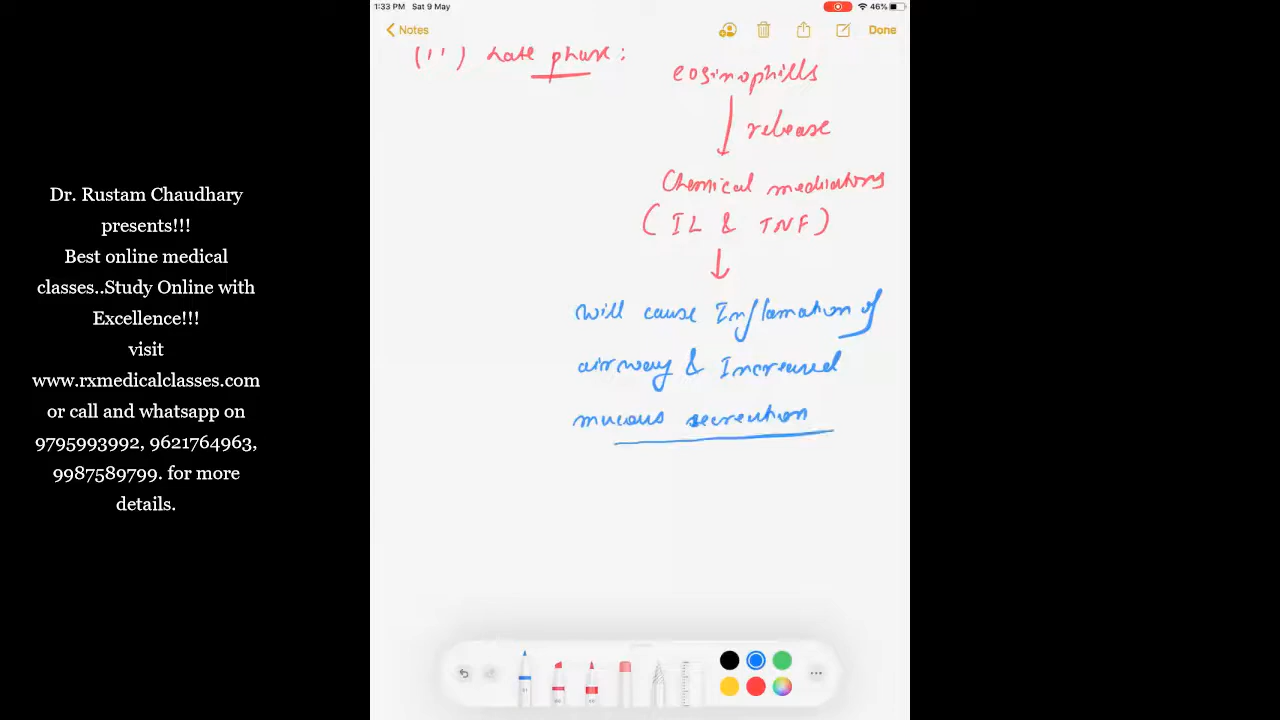 1:33 PM Sat 9 May
46%
Notes
Done
(ii) Late phase :
eosinophills
release
Chemical mediators
( IL & TNF )
will cause Inflamation of
airway & Increased
mucous secreution
Dr. Rustam Chaudhary
presents!!!
Best online medical
classes..Study Online with
Excellence!!!
visit
www.rxmedicalclasses.com
or call and whatsapp on
9795993992, 9621764963,
9987589799. for more
details.